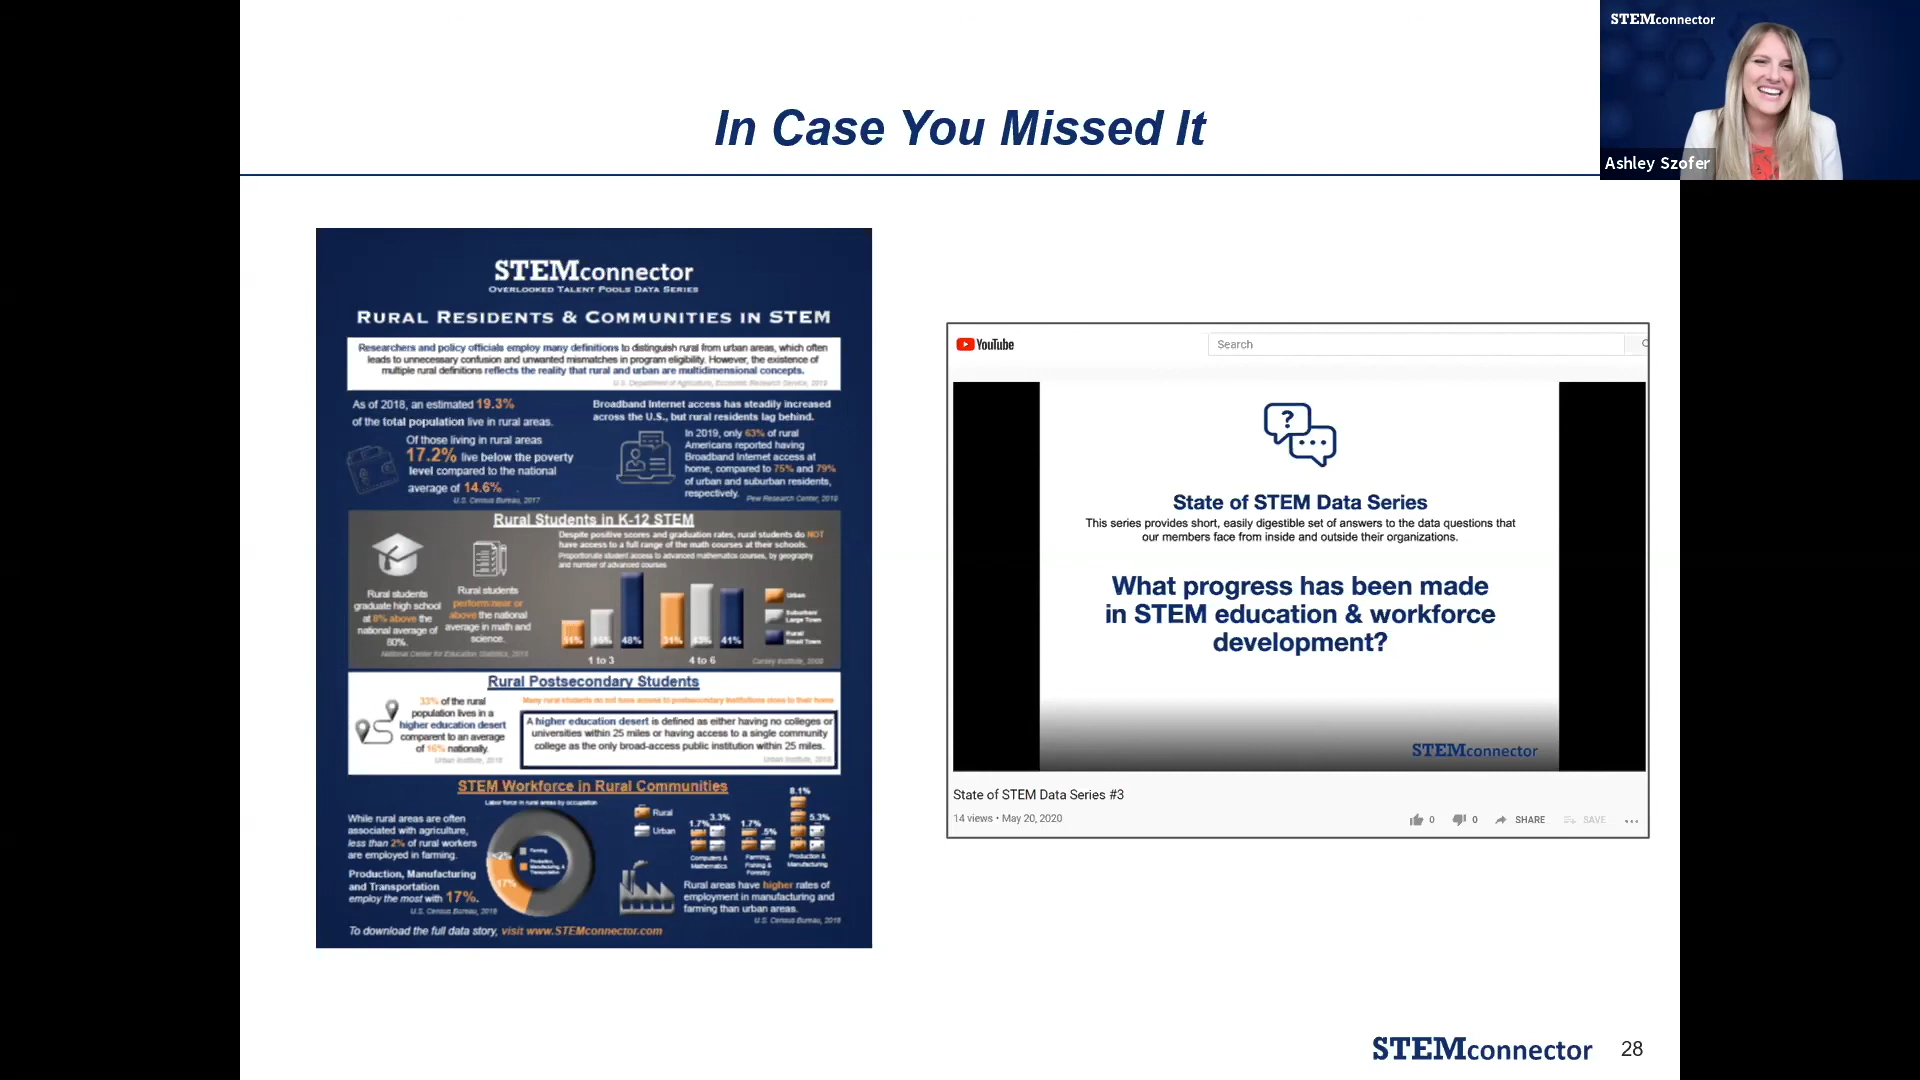 STEMconnector
Ashley Szofer
In Case You Missed It
STEMconnector
OVERLOOKED TALENT POOLS DATA SERIES
RURAL RESIDENTS & COMMUNITIES IN STEM
Researchers and policy officials employ many definitions to distinguish rural from urban areas, which often
leads to unnecessary confusion and unwanted mismatches in program eligibility. However, the existence of
multiple rural definitions reflects the reality that rural and urban are multidimensional concepts.
U.S. Department of Agriculture, Economic Research Service, 2019
As of 2018, an estimated 19.3%
of the total population live in rural areas.
Of those living in rural areas
17.2% live below the poverty
level compared to the national
average of 14.6% .
U.S. Census Bureau, 2017
Broadband Internet access has steadily increased
across the U.S., but rural residents lag behind.
In 2019, only 63% of rural
Americans reported having
Broadband Internet access at
home, compared to 75% and 79%
of urban and suburban residents,
respectively.
Pew Research Center, 2019
Rural Students in K-12 STEM
Rural students
graduate high school
at 8% above the
national average of
80%.
Rural students
perform near or
above the national
average in math and
science.
National Center for Education Statistics,
Despite positive scores and graduation rates, rural students do NOT
have access to a full range of the math courses at their schools.
Proportionate student access to advanced mathematics courses, by geography
and number of advanced courses
48%
31%
41%
1 to 3
4 to 6
Urban
Suburban/
Large Town
Rural/
Small Town
Carsey Institute,
Rural Postsecondary Students
33% of the rural
population lives in a
higher education desert
comparent to an average
of 16% nationally.
Urban Institute, 2018
Many rural students do not have access to postsecondary institutions close to their home
A higher education desert is defined as either having no colleges or
universities within 25 miles or having access to a single community
college as the only broad-access public institution within 25 miles.
Urban Institute, 2018
STEM Workforce in Rural Communities
While rural areas are often
associated with agriculture,
less than 2% of rural workers
are employed in farming.
Production, Manufacturing
and Transportation
employ the most with 17%.
U.S. Census Bureau, 2018
Labor force in rural areas by occupation
<2%
17%
Farming
Production,
Manufacturing, &
Transportation
Rural
Urban
1.7%
3.3%
Computers &
Mathematics
1.7%
.5%
Farming,
Fishing &
Forestry
8.1%
5.3%
Production &
Manufacturing
Rural areas have higher rates of
employment in manufacturing and
farming than urban areas.
U.S. Census Bureau, 2018
To download the full data story, visit www.STEMconnector.com
YouTube
Search
State of STEM Data Series
This series provides short, easily digestible set of answers to the data questions that
our members face from inside and outside their organizations.
What progress has been made
in STEM education & workforce
development?
STEMconnector
State of STEM Data Series #3
14 views • May 20, 2020
0
0
SHARE
SAVE
STEMconnector
28